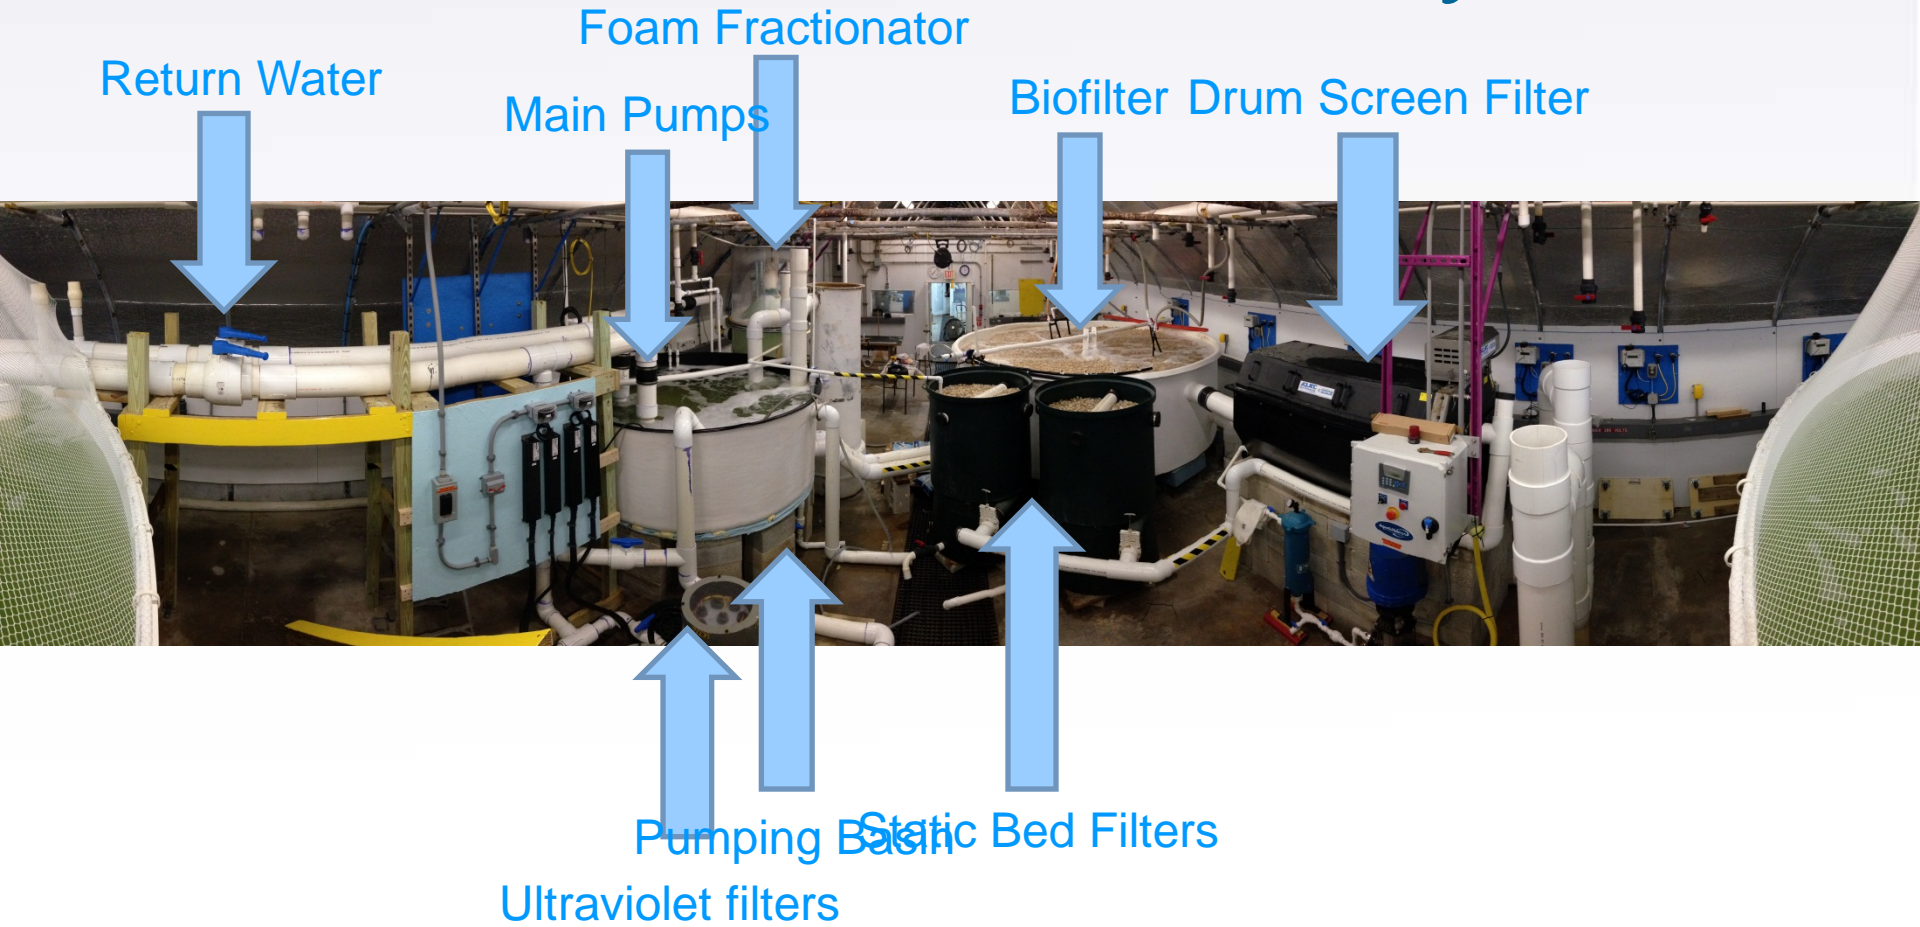 Foam Fractionator
Return Water
Main Pumps
Biofilter
Drum Screen Filter
Static Bed Filters
Pumping Basin
Ultraviolet filters